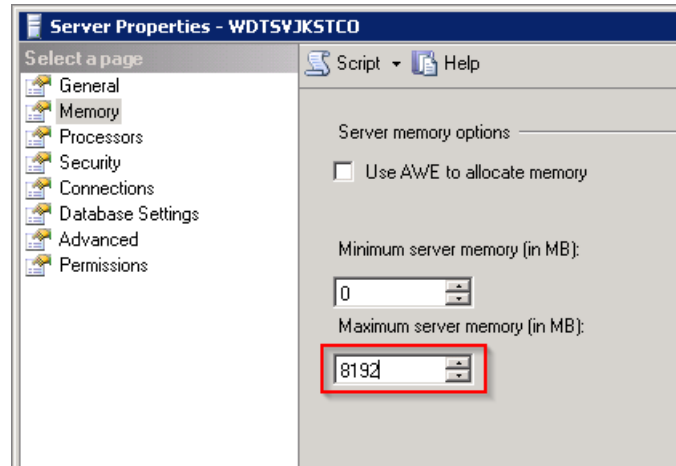 Server Properties - WDTSVJKSTCO
Select a page
General
Memory
Processors
Security
Connections
Database Settings
Advanced
Permissions
Script Help
Server memory options
Use AWE to allocate memory
Minimum server memory (in MB):
0
Maximum server memory (in MB):
8192